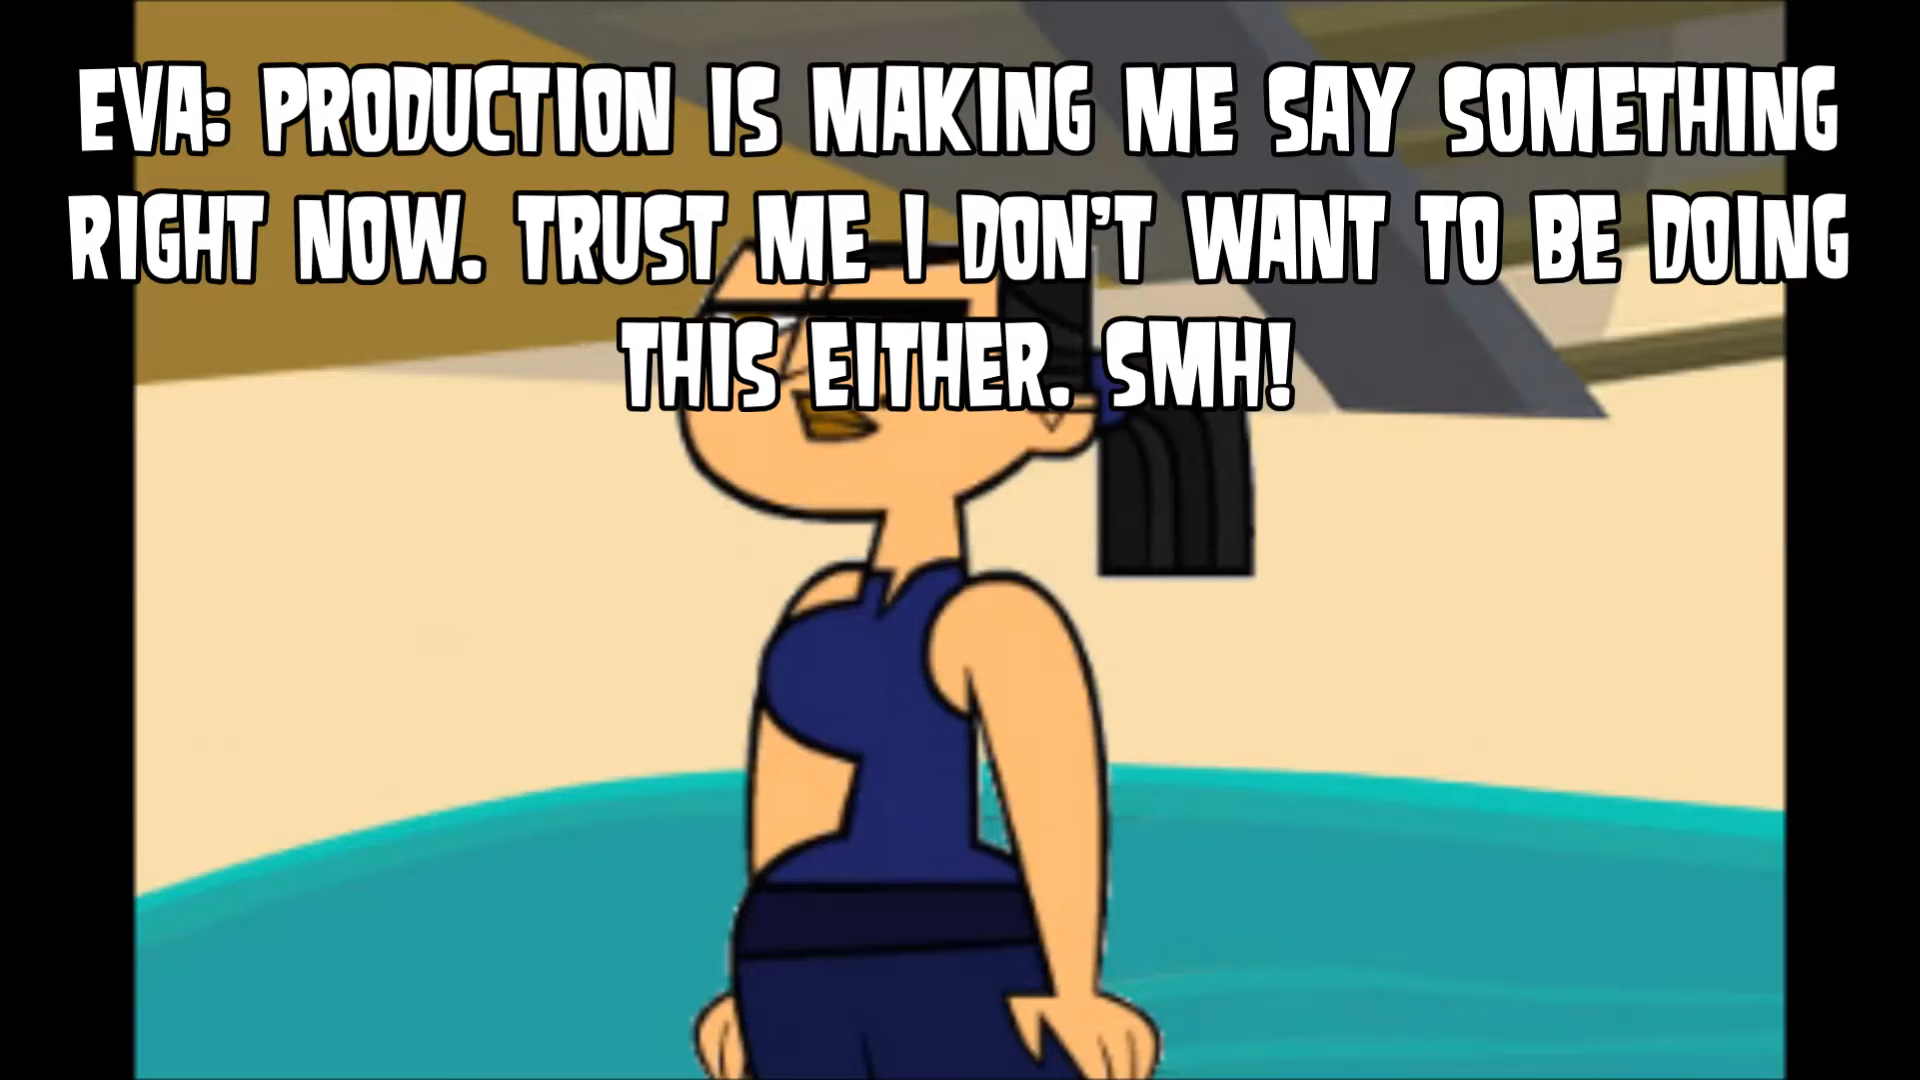 EVA: PRODUCTION IS MAKING ME SAY SOMETHING
RIGHT NOW. TRUST ME I DON'T WANT TO BE DOING
THIS EITHER. SMH!